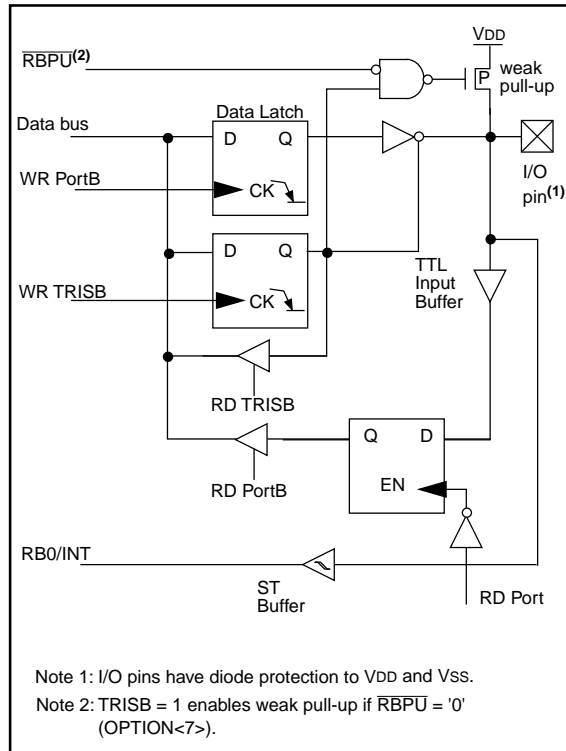 VDD
RBPU(2)
P
weak
pull-up
Data Latch
Data bus
D Q
WR PortB
CK
I/O
pin(1)
D Q
TTL
Input
Buffer
WR TRISB
CK
RD TRISB
Q D
RD PortB
EN
RB0/INT
ST
Buffer
RD Port
Note 1: I/O pins have diode protection to VDD and VSS.
Note 2: TRISB = 1 enables weak pull-up if RBPU = '0'
(OPTION<7>).